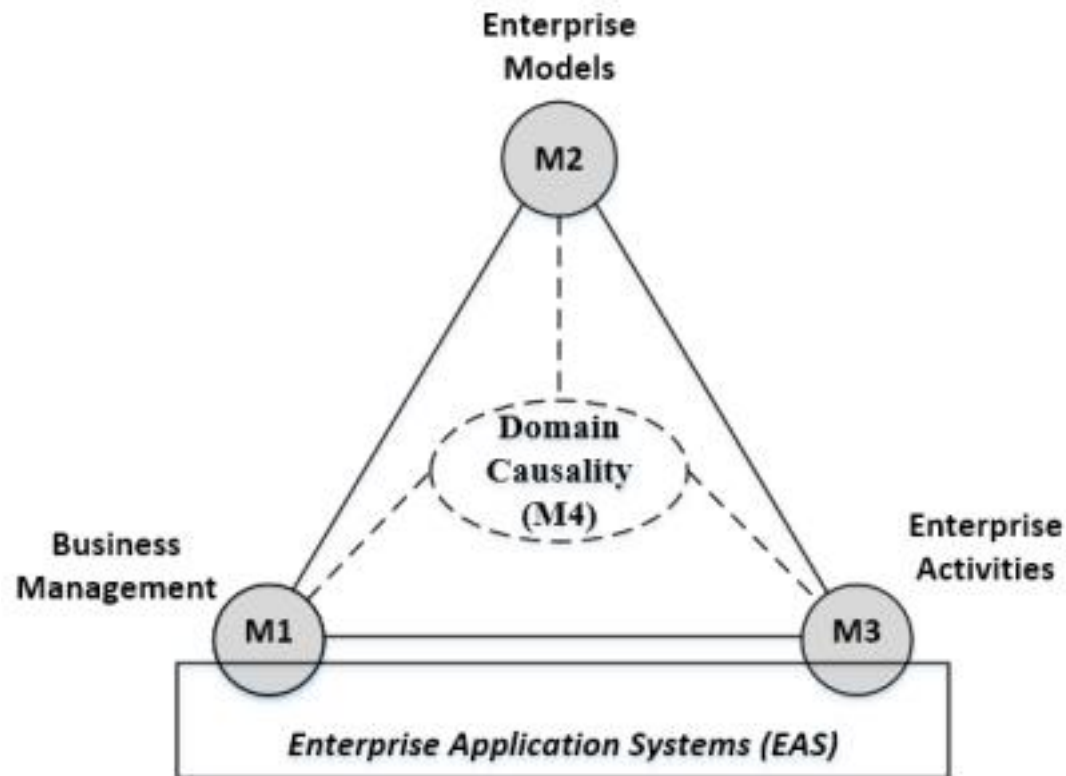 Enterprise
Models
M2
Domain
Causality
(M4)
Business
Management
Enterprise
Activities
M1
M3
Enterprise Application Systems (EAS)